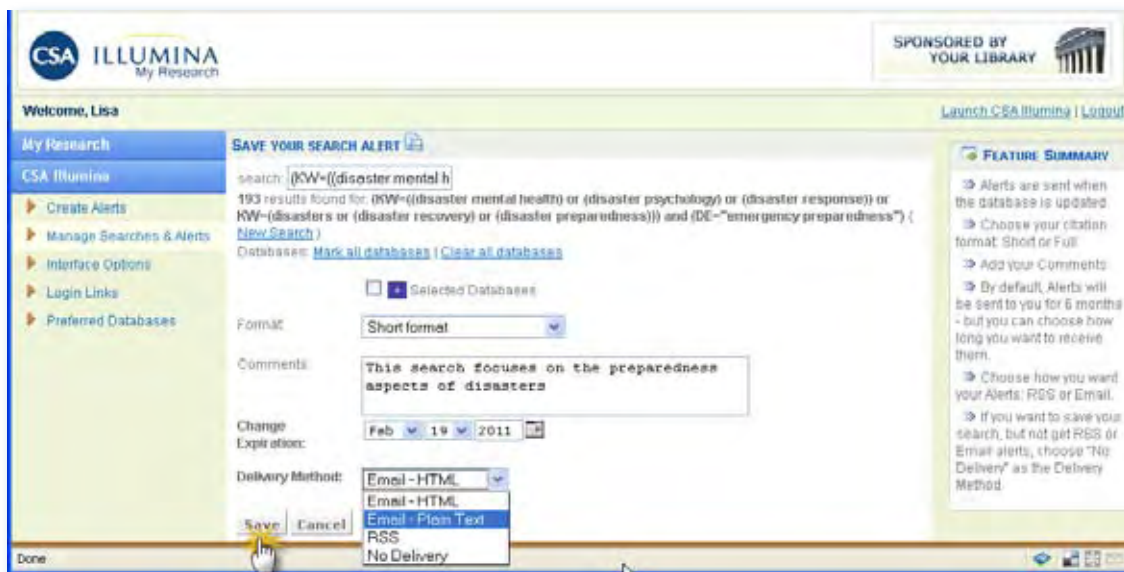 CSA ILLUMINA
My Research
SPONSORED BY
YOUR LIBRARY
Welcome, Lisa
Launch CSA Illumina | Logout
My Research
CSA Illumina
Create Alerts
Manage Searches & Alerts
Interface Options
Login Links
Preferred Databases
SAVE YOUR SEARCH ALERT
search: (KW=((disaster mental h
193 results found for: (KW=((disaster mental health) or (disaster psychology) or (disaster response)) or
KW=(disasters or (disaster recovery) or (disaster preparedness))) and (DE="emergency preparedness") (
New Search )
Databases: Mark all databases | Clear all databases
+ Selected Databases
Format: Short format
Comments: This search focuses on the preparedness
aspects of disasters
Change
Expiration: Feb 19 2011
Delivery Method: Email - HTML
Email - HTML
Email - Plain Text
RSS
No Delivery
Save Cancel
FEATURE SUMMARY
Alerts are sent when
the database is updated.
Choose your citation
format: Short or Full
Add your Comments
By default, Alerts will
be sent to you for 6 months
- but you can choose how
long you want to receive
them.
Choose how you want
your Alerts: RSS or Email.
If you want to save your
search, but not get RSS or
Email alerts, choose "No
Delivery" as the Delivery
Method.
Done